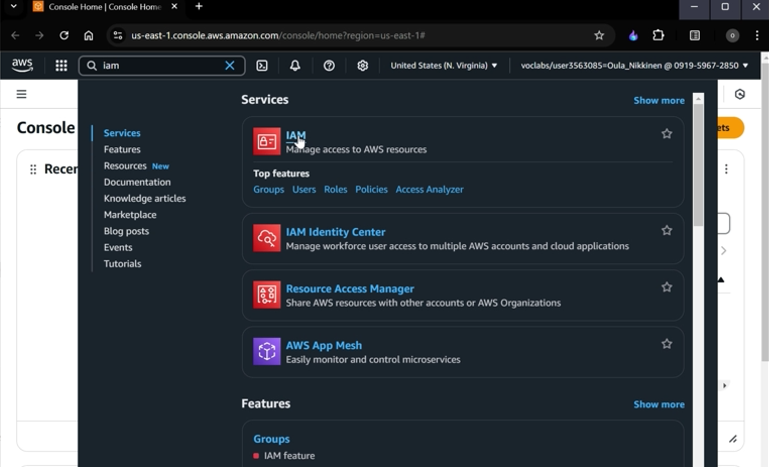 Console Home | Console Home
us-east-1.console.aws.amazon.com/console/home?region=us-east-1#
aws
iam
United States (N. Virginia) ▼
voclabs/user3563085=Oula_Nikkinen @ 0919-5967-2850 ▼
Console
Recen
ets
Services
Features
Resources New
Documentation
Knowledge articles
Marketplace
Blog posts
Events
Tutorials
Services
Show more
IAM
Manage access to AWS resources
Top features
Groups Users Roles Policies Access Analyzer
IAM Identity Center
Manage workforce user access to multiple AWS accounts and cloud applications
Resource Access Manager
Share AWS resources with other accounts or AWS Organizations
AWS App Mesh
Easily monitor and control microservices
Features
Show more
Groups
IAM feature